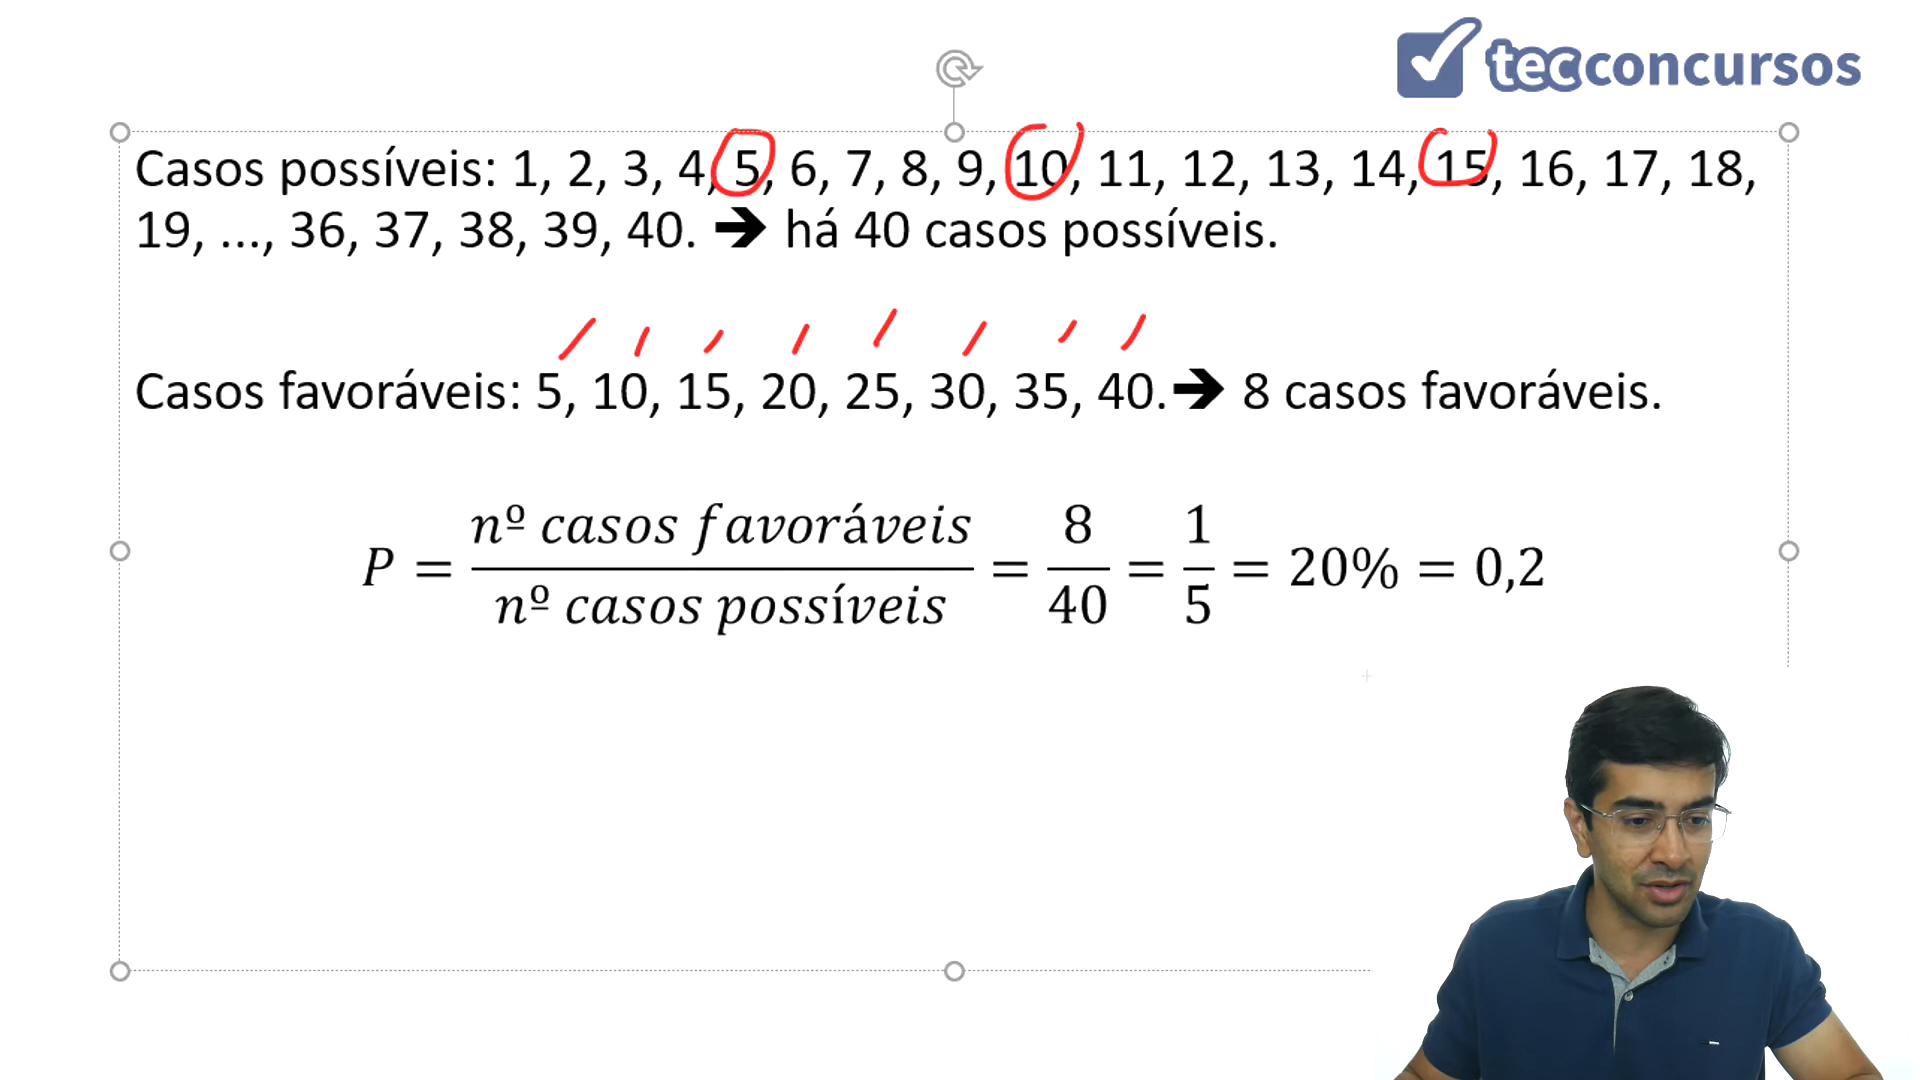 tecconcursos
Casos possíveis: 1, 2, 3, 4, 5, 6, 7, 8, 9, 10, 11, 12, 13, 14, 15, 16, 17, 18,
19, ..., 36, 37, 38, 39, 40. ➔ há 40 casos possíveis.
Casos favoráveis: 5, 10, 15, 20, 25, 30, 35, 40.➔ 8 casos favoráveis.
P = nº casos favoráveis / nº casos possíveis = 8/40 = 1/5 = 20% = 0,2